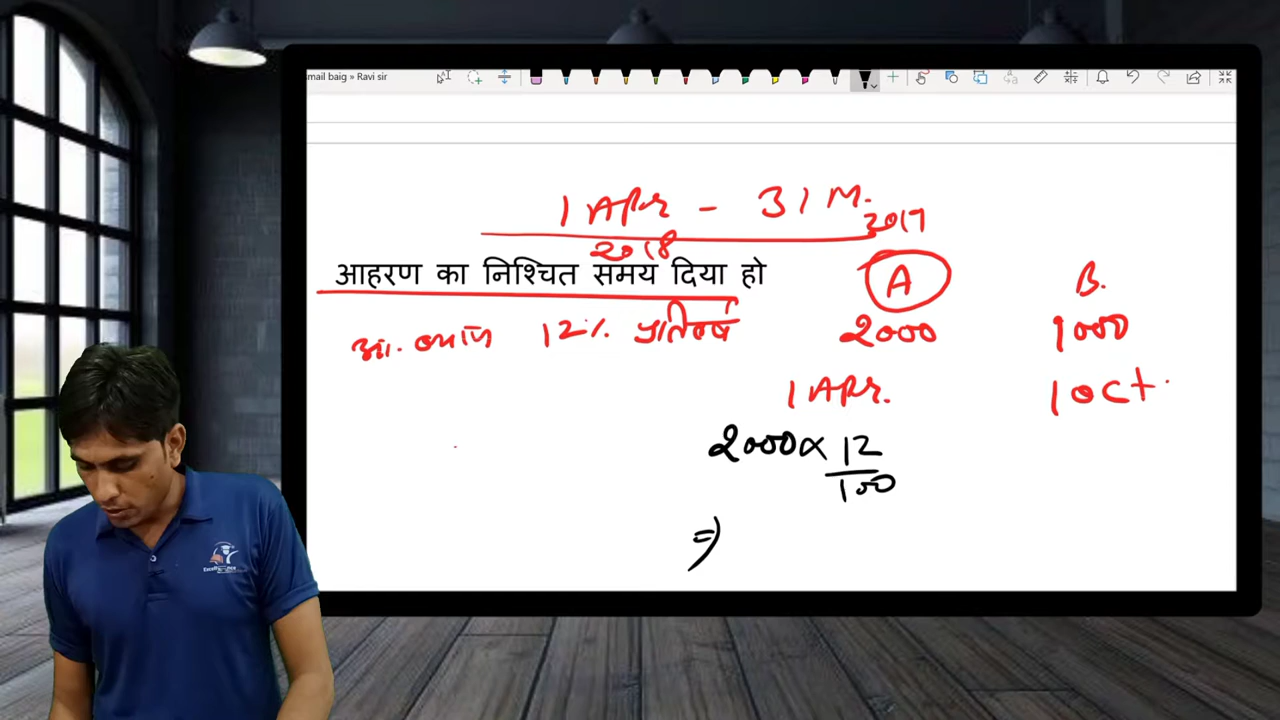 mail baig » Ravi sir
1 Apr - 31 M.
2017
2018
आहरण का निश्चित समय दिया हो
A B.
आ. ब्याज 12% प्रतिवर्ष 2000 1000
1 Apr. 1 Oct.
2000 × 12
100
⇒